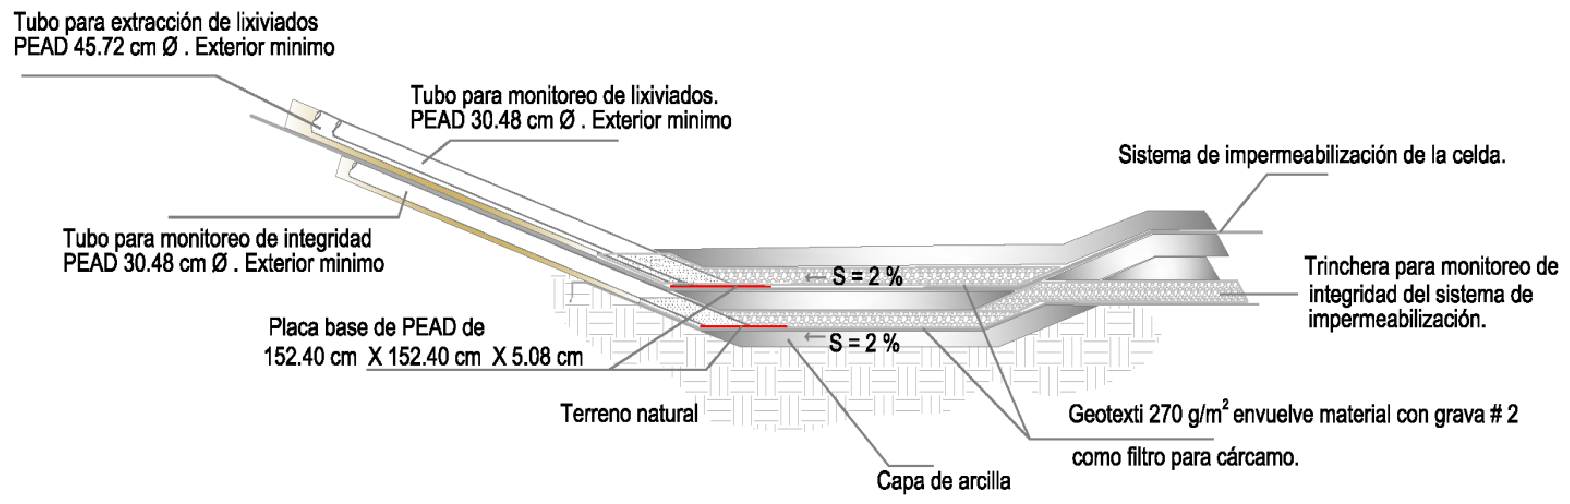 Tubo para extracción de lixiviados
PEAD 45.72 cm Ø . Exterior minimo
Tubo para monitoreo de lixiviados.
PEAD 30.48 cm Ø . Exterior minimo
Sistema de impermeabilización de la celda.
Tubo para monitoreo de integridad
PEAD 30.48 cm Ø . Exterior minimo
Trinchera para monitoreo de
integridad del sistema de
impermeabilización.
S = 2 %
S = 2 %
Placa base de PEAD de
152.40 cm X 152.40 cm X 5.08 cm
Terreno natural
Geotexti 270 g/m² envuelve material con grava # 2
como filtro para cárcamo.
Capa de arcilla